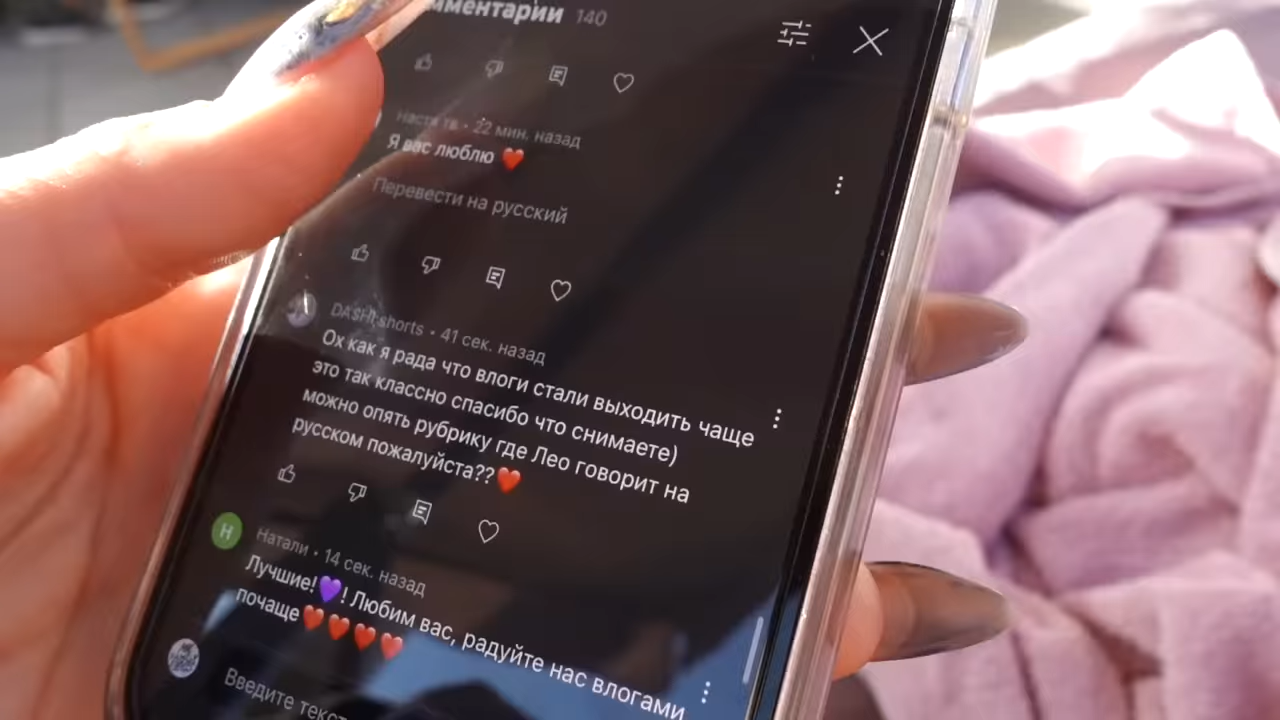 мментарии 140
Настя тв • 22 мин. назад
Я вас люблю ❤️
Перевести на русский
DASHI shorts • 41 сек. назад
Ох как я рада что влоги стали выходить чаще
это так классно спасибо что снимаете)
можно опять рубрику где Лео говорит на
русском пожалуйста??❤️
Н
Натали • 14 сек. назад
Лучшие!💜! Любим вас, радуйте нас влогами
почаще❤️❤️❤️❤️
Введите текст